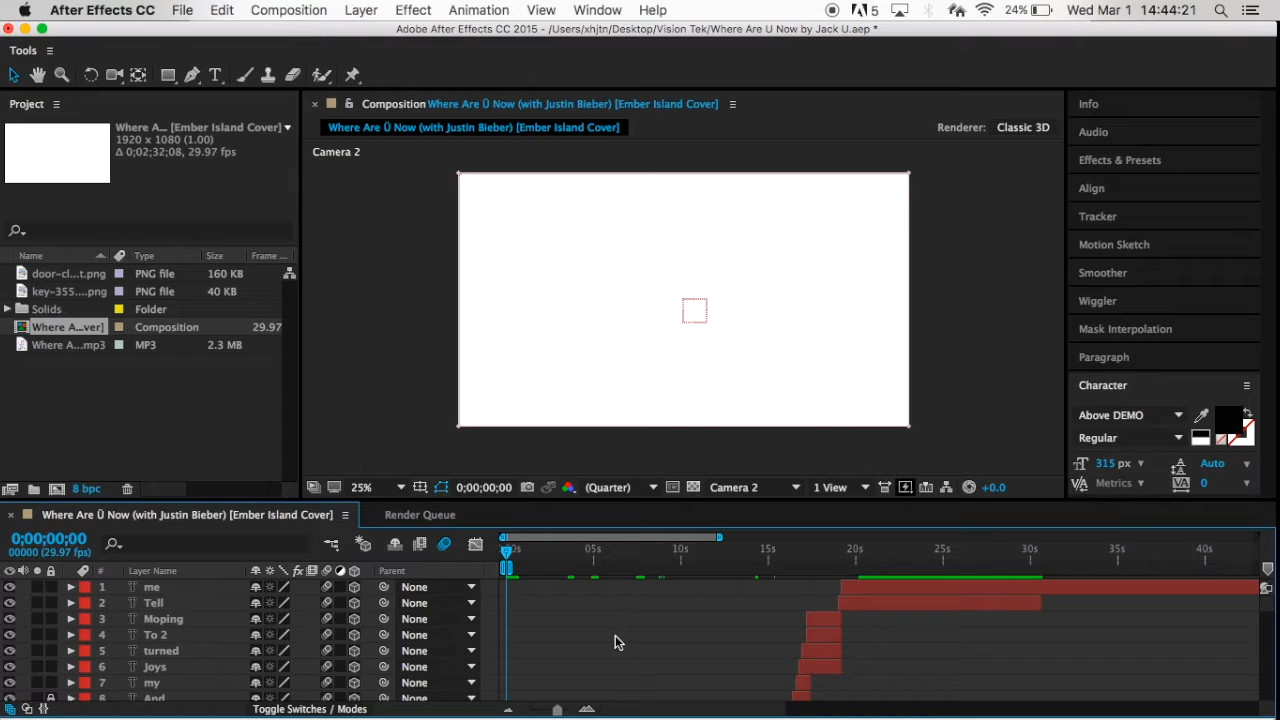 After Effects CC File Edit Composition Layer Effect Animation View Window Help 5 24% Wed Mar 1 14:44:21
Adobe After Effects CC 2015 - /Users/xhjtn/Desktop/Vision Tek/Where Are U Now by Jack U.aep *
Tools
Project
Where A... [Ember Island Cover]
1920 x 1080 (1.00)
Δ 0;02;32;08, 29.97 fps
Name Type Size Frame ...
door-cl...t.png PNG file 160 KB
key-355....png PNG file 40 KB
Solids Folder
Where A...ver] Composition 29.97
Where A...mp3 MP3 2.3 MB
8 bpc
Composition Where Are Ü Now (with Justin Bieber) [Ember Island Cover]
Where Are Ü Now (with Justin Bieber) [Ember Island Cover]
Renderer: Classic 3D
Camera 2
25% 0;00;00;00 (Quarter) Camera 2 1 View +0.0
Info
Audio
Effects & Presets
Align
Tracker
Motion Sketch
Smoother
Wiggler
Mask Interpolation
Paragraph
Character
Above DEMO
Regular
315 px Auto
Metrics 0
Where Are Ü Now (with Justin Bieber) [Ember Island Cover] Render Queue
0;00;00;00
00000 (29.97 fps)
05s 10s 15s 20s 25s 30s 35s 40s
# Layer Name Parent
1 T me None
2 T Tell None
3 T Moping None
4 T To 2 None
5 T turned None
6 T Joys None
7 T my None
8 T And None
Toggle Switches / Modes